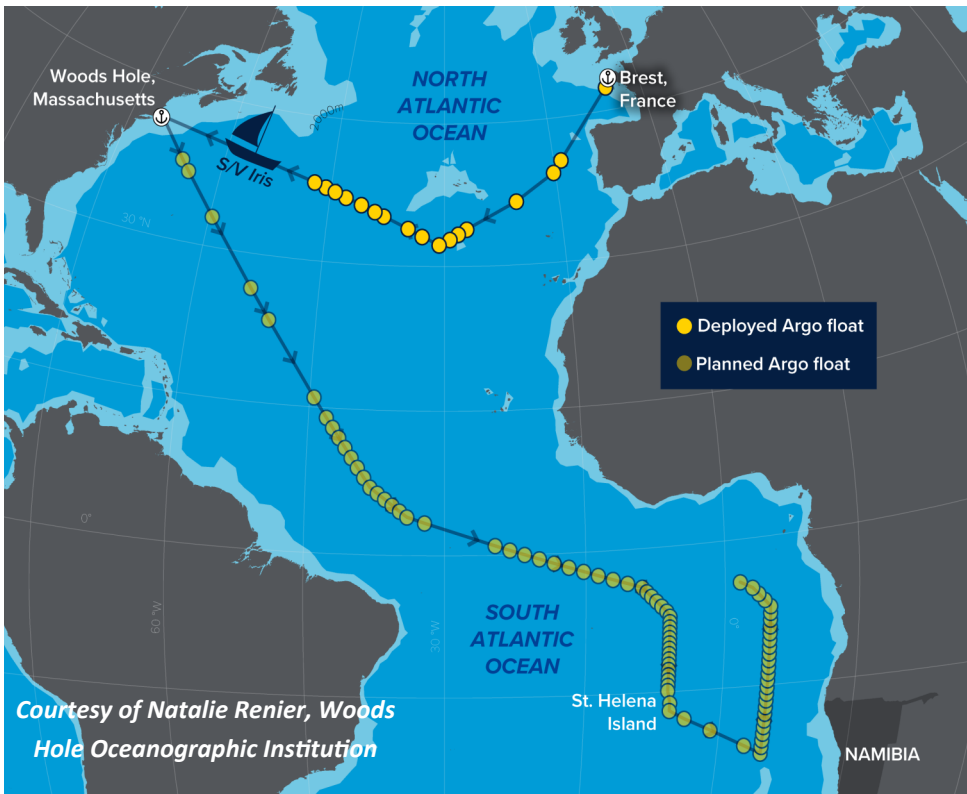 Woods Hole,
Massachusetts
NORTH
ATLANTIC
OCEAN
Brest,
France
2000m
S/V Iris
30 °N
Deployed Argo float
Planned Argo float
0°
60 °W
30 °W
0°
SOUTH
ATLANTIC
OCEAN
St. Helena
Island
Courtesy of Natalie Renier, Woods
Hole Oceanographic Institution
NAMIBIA